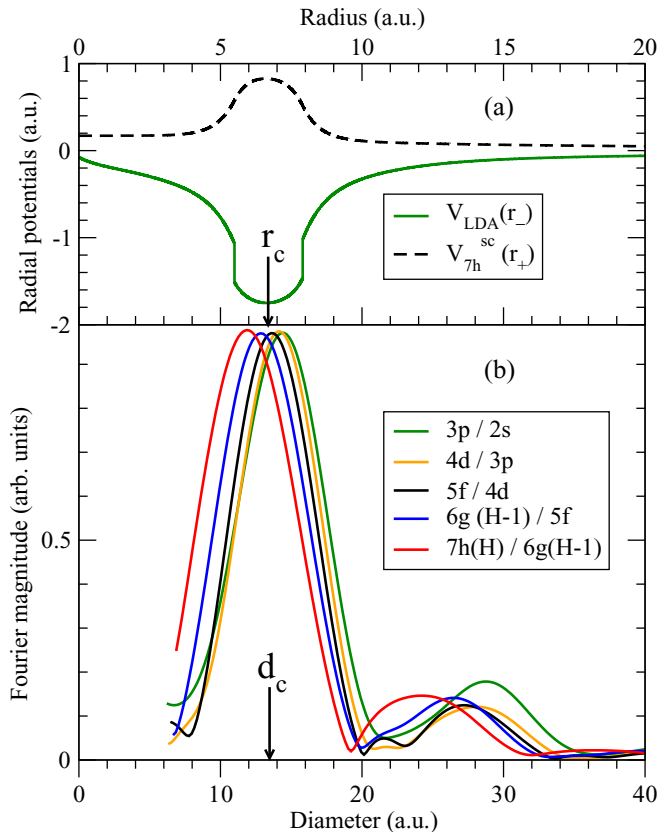 Radius (a.u.)
0 5 10 15 20
Radial potentials (a.u.)
1
0
-1
-2
(a)
V_LDA(r_-)
V_7h^sc (r_+)
r_c
Fourier magnitude (arb. units)
0.5
0
(b)
3p / 2s
4d / 3p
5f / 4d
6g (H-1) / 5f
7h(H) / 6g(H-1)
d_c
0 10 20 30 40
Diameter (a.u.)